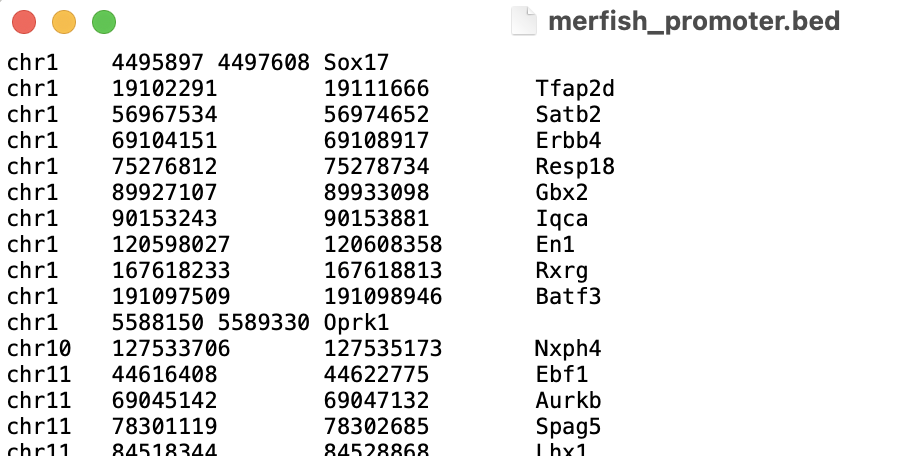 merfish_promoter.bed
chr1 4495897 4497608 Sox17
chr1 19102291 19111666 Tfap2d
chr1 56967534 56974652 Satb2
chr1 69104151 69108917 Erbb4
chr1 75276812 75278734 Resp18
chr1 89927107 89933098 Gbx2
chr1 90153243 90153881 Iqca
chr1 120598027 120608358 En1
chr1 167618233 167618813 Rxrg
chr1 191097509 191098946 Batf3
chr1 5588150 5589330 Oprk1
chr10 127533706 127535173 Nxph4
chr11 44616408 44622775 Ebf1
chr11 69045142 69047132 Aurkb
chr11 78301119 78302685 Spag5
chr11 84518344 84528868 Lhx1